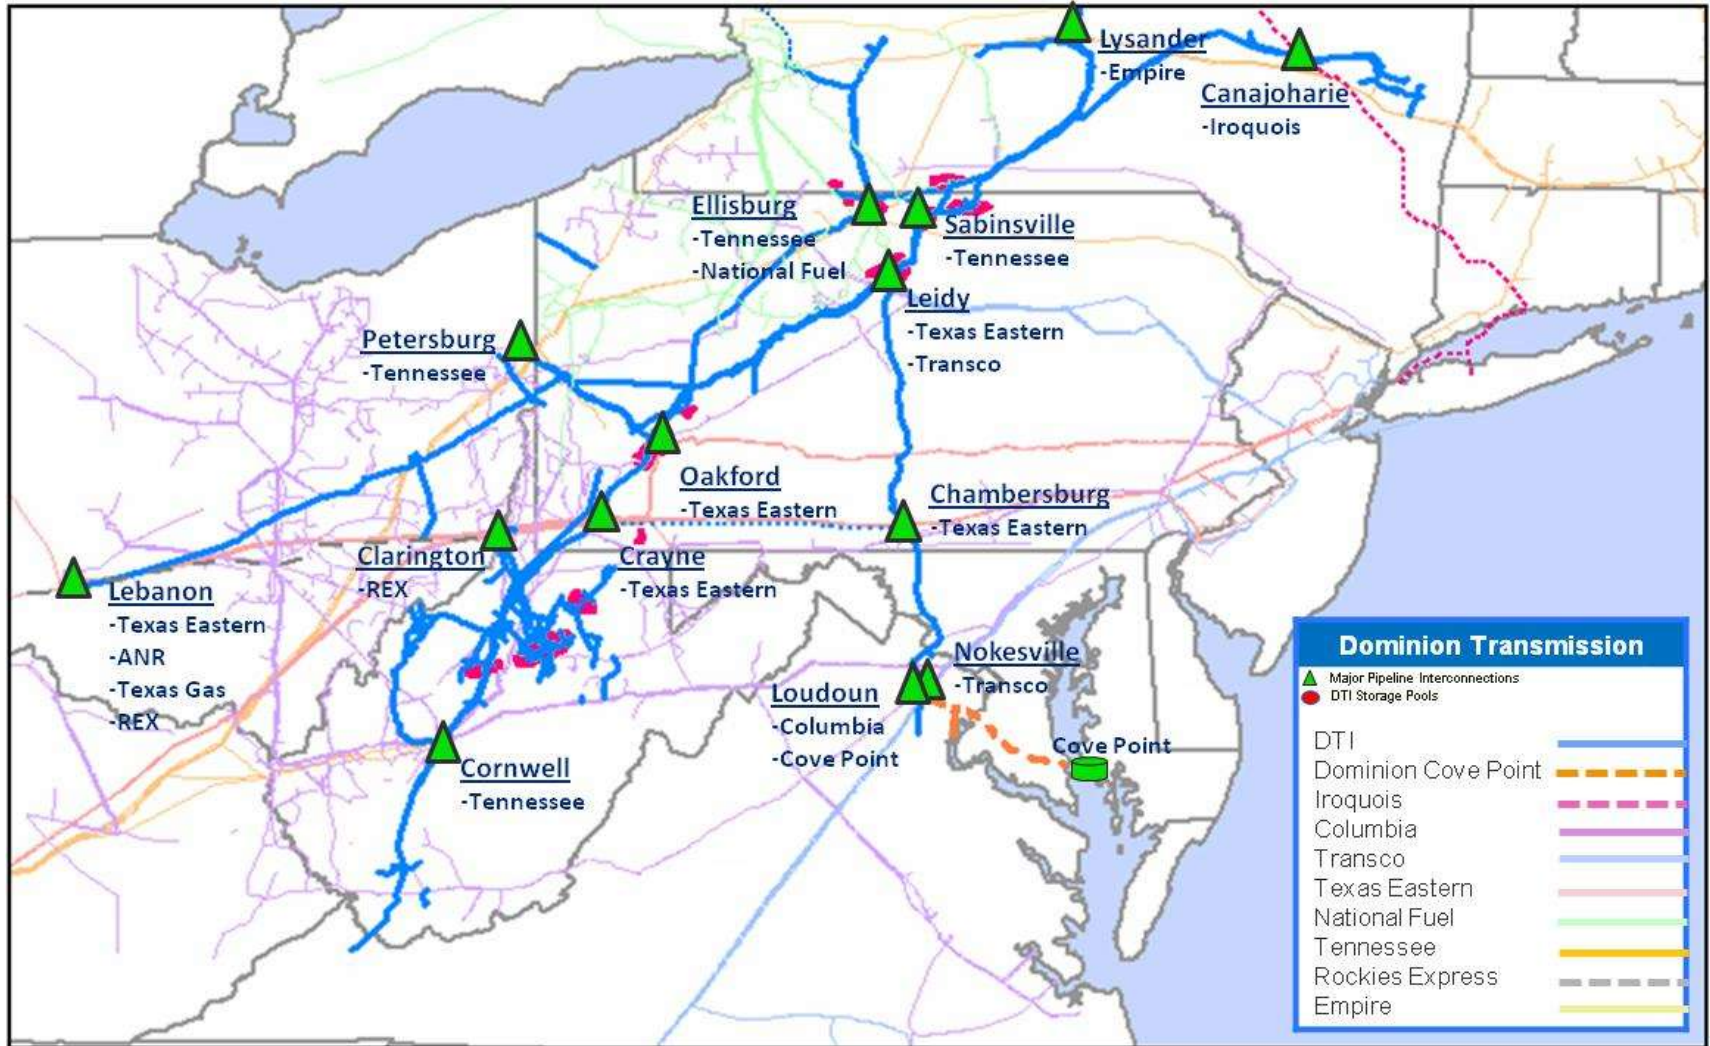 Lysander
-Empire
Canajoharie
-Iroquois
Ellisburg
-Tennessee
-National Fuel
Sabinsville
-Tennessee
Leidy
-Texas Eastern
-Transco
Petersburg
-Tennessee
Oakford
-Texas Eastern
Chambersburg
-Texas Eastern
Clarington
-REX
Crayne
-Texas Eastern
Lebanon
-Texas Eastern
-ANR
-Texas Gas
-REX
Nokesville
-Transco
Loudoun
-Columbia
-Cove Point
Cove Point
Cornwell
-Tennessee
Dominion Transmission
Major Pipeline Interconnections
DTI Storage Pools
DTI
Dominion Cove Point
Iroquois
Columbia
Transco
Texas Eastern
National Fuel
Tennessee
Rockies Express
Empire